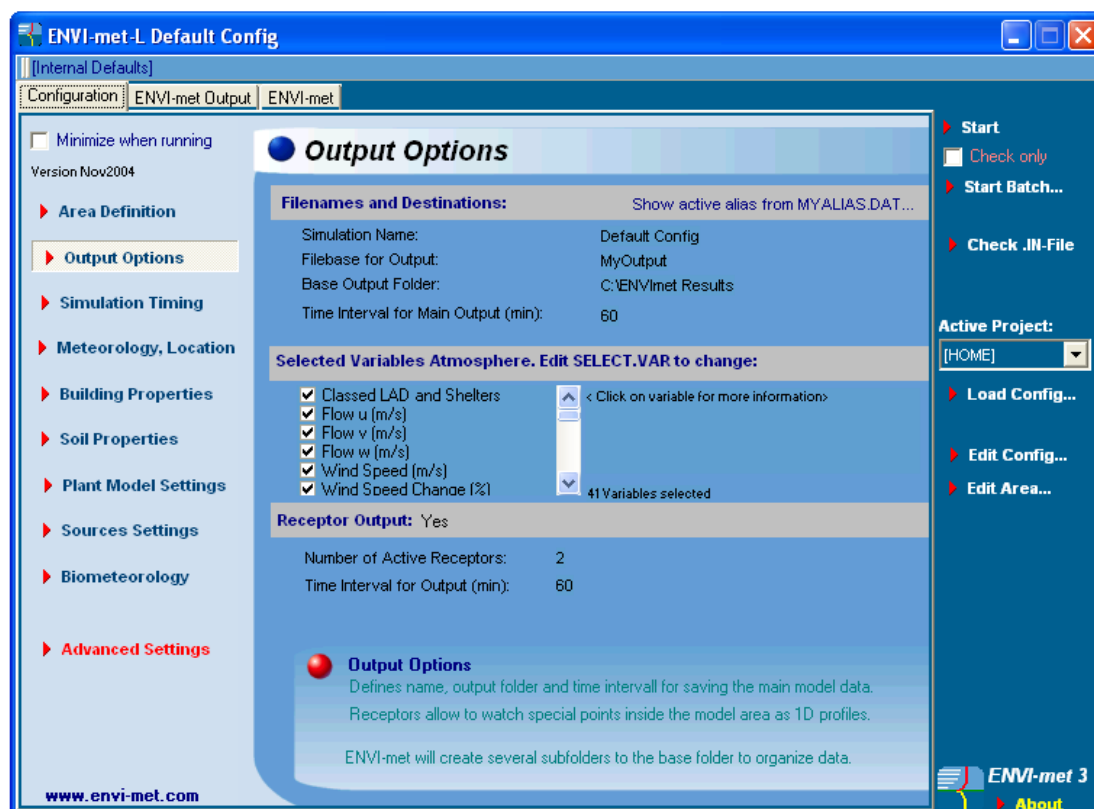 ENVI-met-L Default Config
[Internal Defaults]
Configuration ENVI-met Output ENVI-met
Minimize when running
Version Nov2004
Area Definition
Output Options
Simulation Timing
Meteorology, Location
Building Properties
Soil Properties
Plant Model Settings
Sources Settings
Biometeorology
Advanced Settings
www.envi-met.com
Output Options
Filenames and Destinations: Show active alias from MYALIAS.DAT...
Simulation Name: Default Config
Filebase for Output: MyOutput
Base Output Folder: C:\ENVImet Results
Time Interval for Main Output (min): 60
Selected Variables Atmosphere. Edit SELECT.VAR to change:
Classed LAD and Shelters
Flow u (m/s)
Flow v (m/s)
Flow w (m/s)
Wind Speed (m/s)
Wind Speed Change (%)
< Click on variable for more information>
41 Variables selected
Receptor Output: Yes
Number of Active Receptors: 2
Time Interval for Output (min): 60
Output Options
Defines name, output folder and time intervall for saving the main model data.
Receptors allow to watch special points inside the model area as 1D profiles.
ENVI-met will create several subfolders to the base folder to organize data.
Start
Check only
Start Batch...
Check .IN-File
Active Project:
[HOME]
Load Config...
Edit Config...
Edit Area...
ENVI-met 3
About